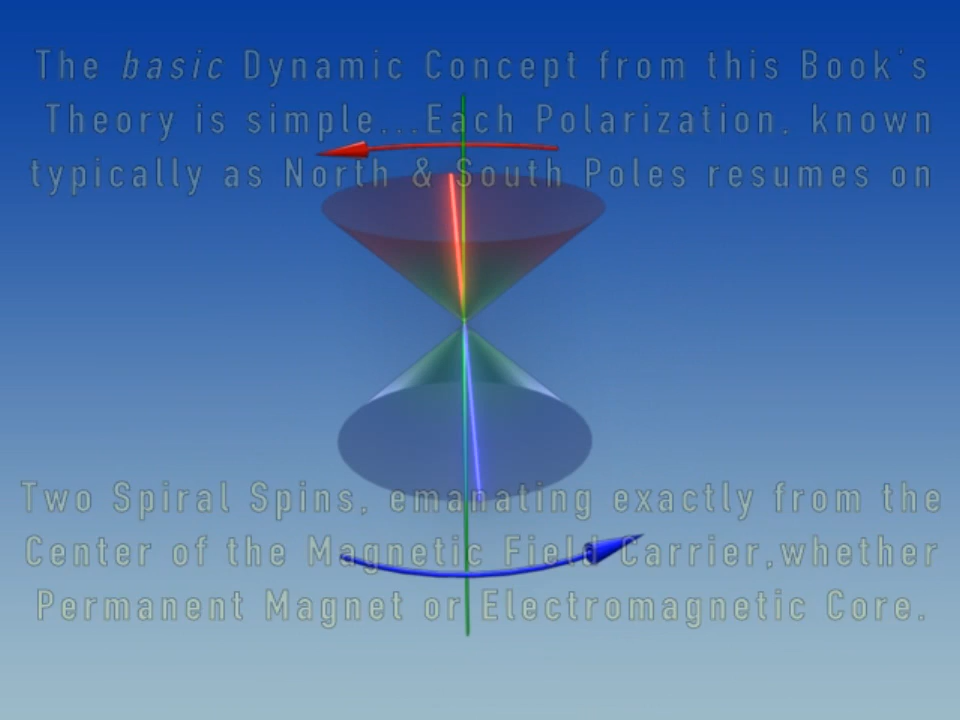 The basic Dynamic Concept from this Book's
Theory is simple...Each Polarization, known
typically as North & South Poles resumes on
Two Spiral Spins, emanating exactly from the
Center of the Magnetic Field Carrier,whether
Permanent Magnet or Electromagnetic Core.